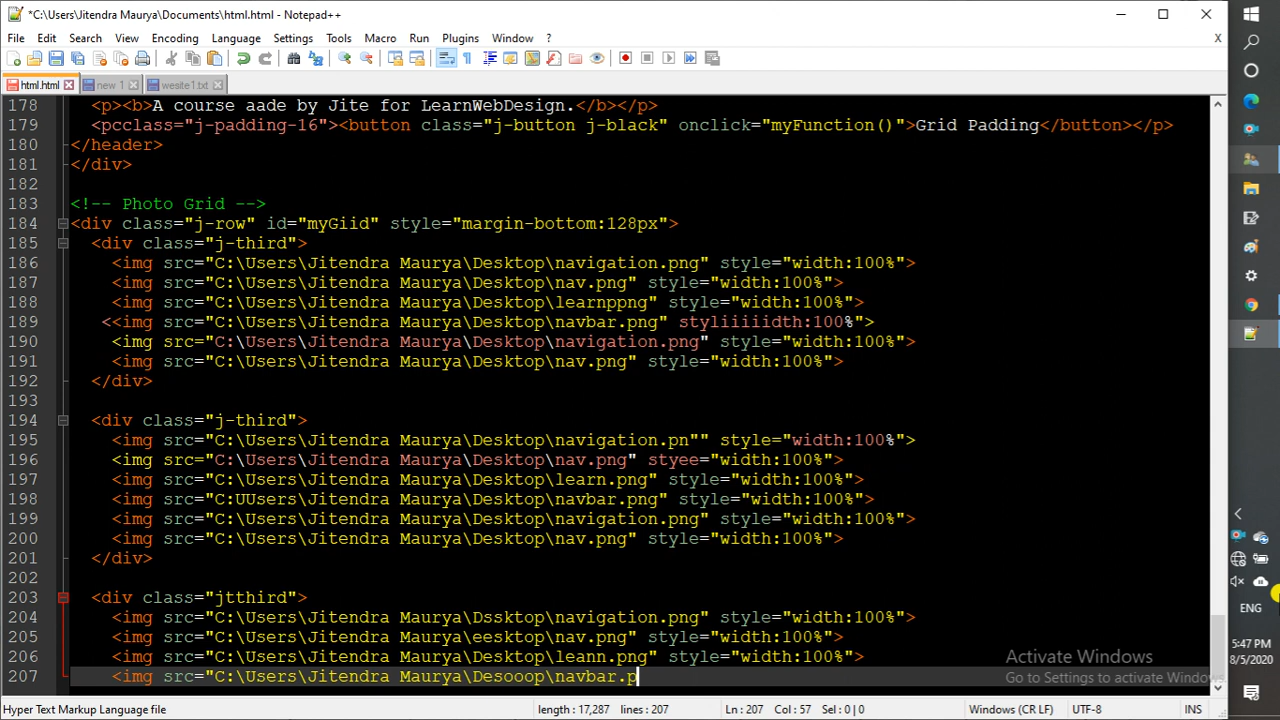 *C:\Users\Jitendra Maurya\Documents\html.html - Notepad++
File Edit Search View Encoding Language Settings Tools Macro Run Plugins Window ? X
html.html new 1 wesite1.txt
178 <p><b>A course aade by Jite for LearnWebDesign.</b></p>
179 <pcclass="j-padding-16"><button class="j-button j-black" onclick="myFunction()">Grid Padding</button></p>
180 </header>
181 </div>
182
183 <!-- Photo Grid -->
184 <div class="j-row" id="myGiid" style="margin-bottom:128px">
185 <div class="j-third">
186 <img src="C:\Users\Jitendra Maurya\Desktop\navigation.png" style="width:100%">
187 <img src="C:\Users\Jitendra Maurya\Desktop\nav.png" style="width:100%">
188 <img src="C:\Users\Jitendra Maurya\Desktop\learnppng" style="width:100%">
189 <<img src="C:\Users\Jitendra Maurya\Desktop\navbar.png" styliiiiidth:100%">
190 <img src="C:\Users\Jitendra Maurya\Desktop\navigation.png" style="width:100%">
191 <img src="C:\Users\Jitendra Maurya\Desktop\nav.png" style="width:100%">
192 </div>
193
194 <div class="j-third">
195 <img src="C:\Users\Jitendra Maurya\Desktop\navigation.pn"" style="width:100%">
196 <img src="C:\Users\Jitendra Maurya\Desktop\nav.png" styee="width:100%">
197 <img src="C:\Users\Jitendra Maurya\Desktop\learn.png" style="width:100%">
198 <img src="C:UUsers\Jitendra Maurya\Desktop\navbar.png" style="width:100%">
199 <img src="C:\Users\Jitendra Maurya\Desktop\navigation.png" style="width:100%">
200 <img src="C:\Users\Jitendra Maurya\Desktop\nav.png" style="width:100%">
201 </div>
202
203 <div class="jtthird">
204 <img src="C:\Users\Jitendra Maurya\Dssktop\navigation.png" style="width:100%">
205 <img src="C:\Users\Jitendra Maurya\eesktop\nav.png" style="width:100%">
206 <img src="C:\Users\Jitendra Maurya\Desktop\leann.png" style="width:100%">
207 <img src="C:\Users\Jitendra Maurya\Desooop\navbar.p
Activate Windows
Go to Settings to activate Windows
Hyper Text Markup Language file length : 17,287 lines : 207 Ln : 207 Col : 57 Sel : 0 | 0 Windows (CR LF) UTF-8 INS
ENG
5:47 PM
8/5/2020